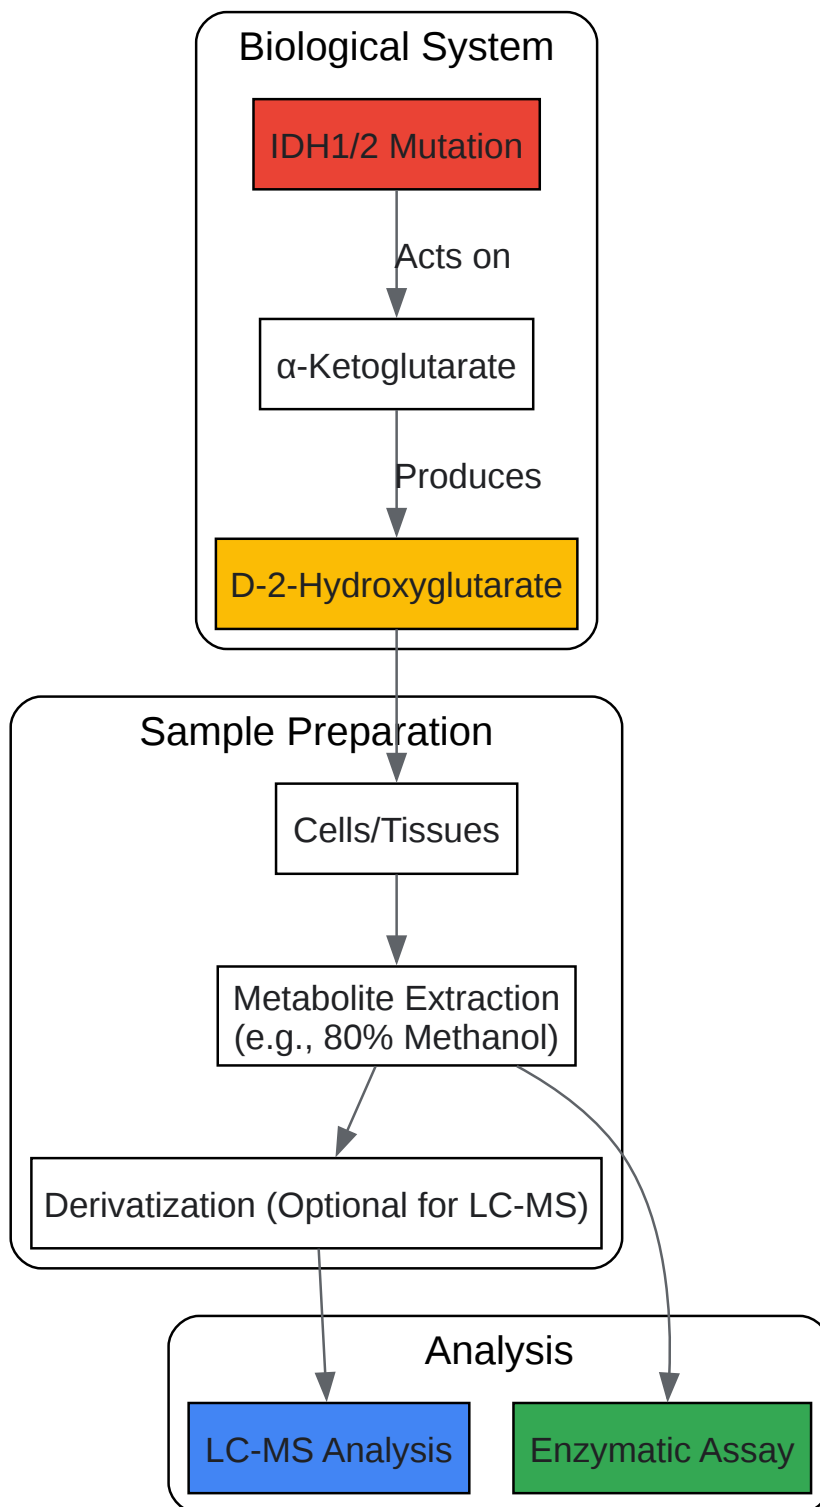 Biological System
IDH1/2 Mutation
Acts on
α-Ketoglutarate
Produces
D-2-Hydroxyglutarate
Sample Preparation
Cells/Tissues
Metabolite Extraction
(e.g., 80% Methanol)
Derivatization (Optional for LC-MS)
Analysis
LC-MS Analysis
Enzymatic Assay